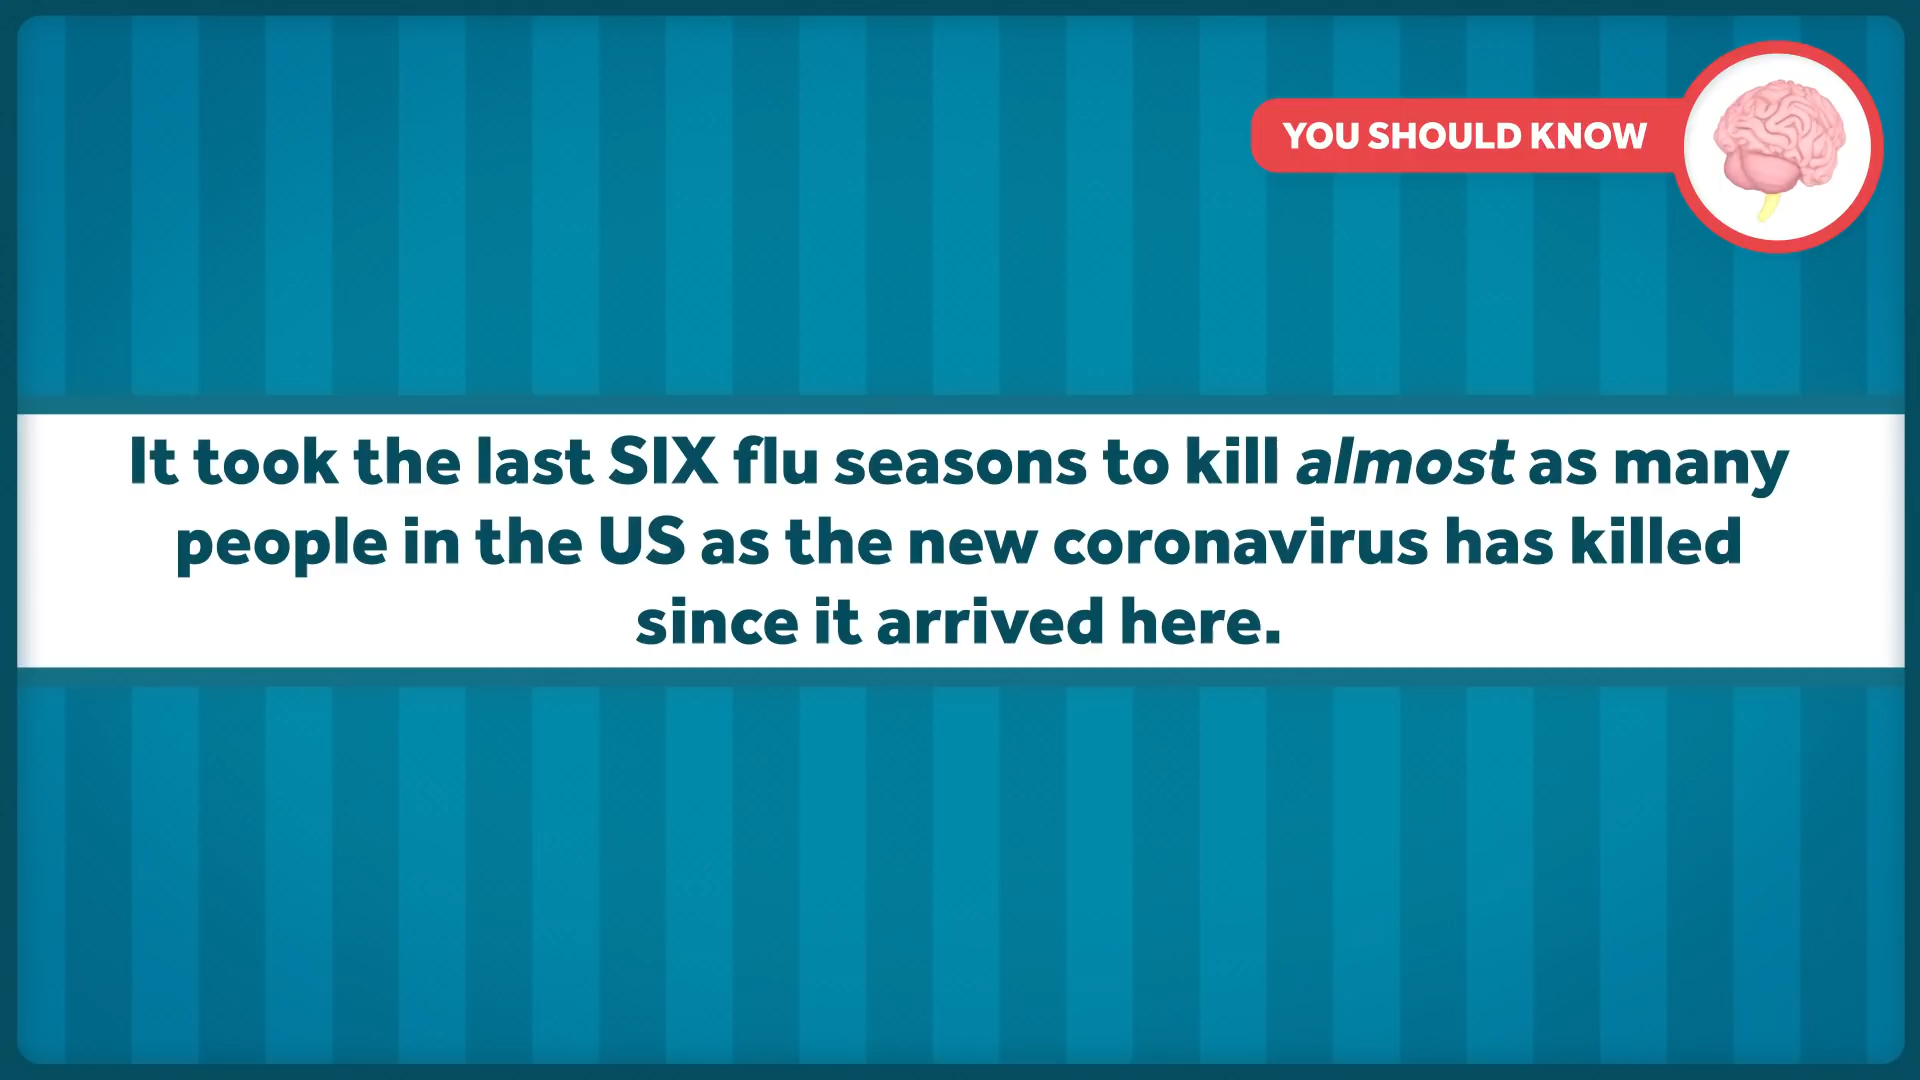 YOU SHOULD KNOW
It took the last SIX flu seasons to kill almost as many
people in the US as the new coronavirus has killed
since it arrived here.